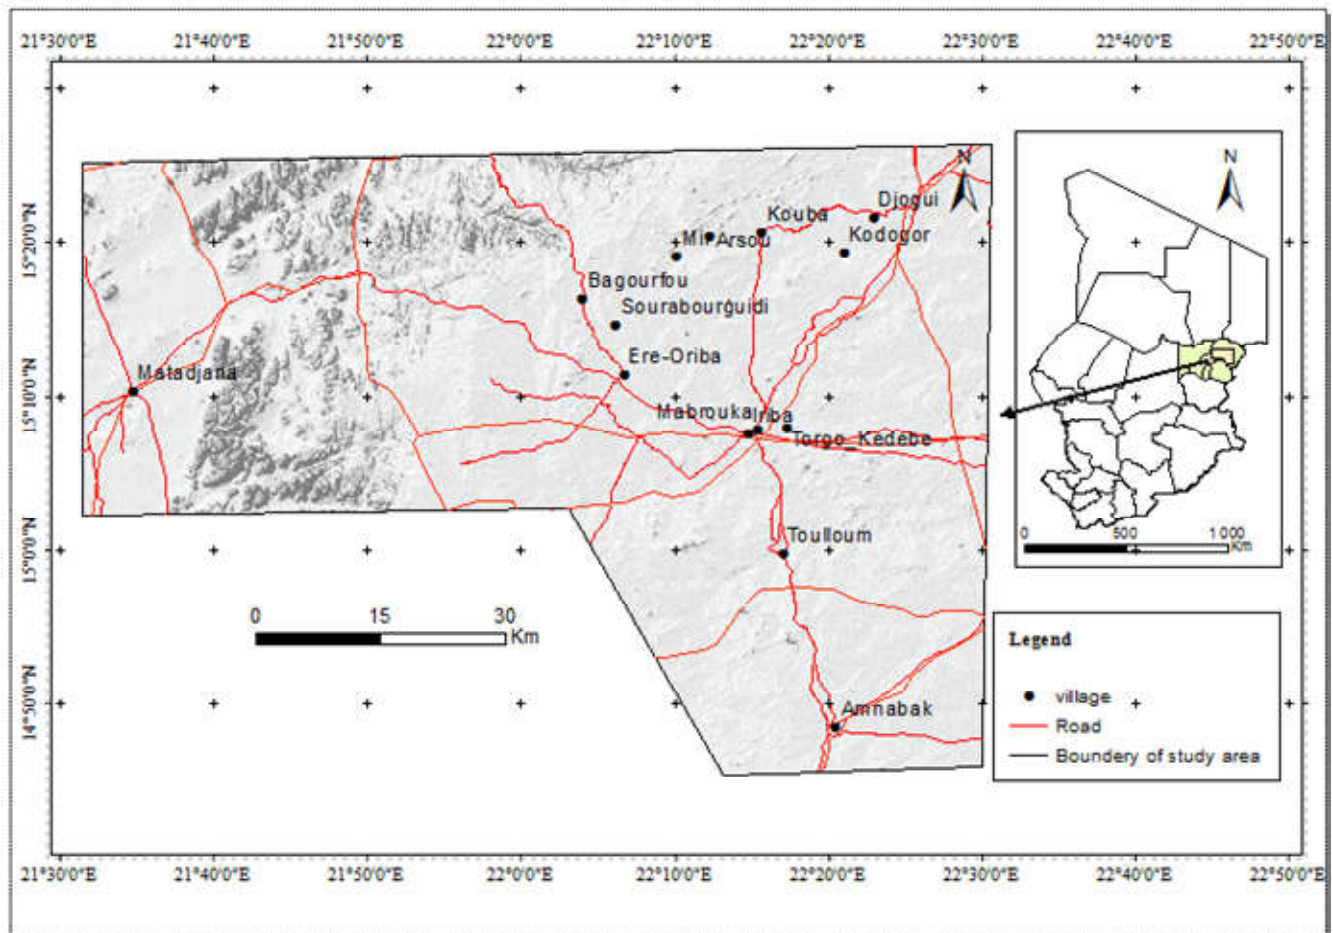 21°30'0"E 21°40'0"E 21°50'0"E 22°0'0"E 22°10'0"E 22°20'0"E 22°30'0"E 22°40'0"E 22°50'0"E
N
N
15°20'0"N
15°10'0"N
15°0'0"N
14°50'0"N
Djogui
Kouba
Kodogor
Mir
Arsou
Bagourfou
Sourabourguidi
Ere-Oriba
Matadjana
Mabrouka
Iriba
Torgo Kedebe
Toulloum
Amnabak
0 15 30
Km
0 500 1 000
Km
Legend
village
Road
Boundery of study area
21°30'0"E 21°40'0"E 21°50'0"E 22°0'0"E 22°10'0"E 22°20'0"E 22°30'0"E 22°40'0"E 22°50'0"E